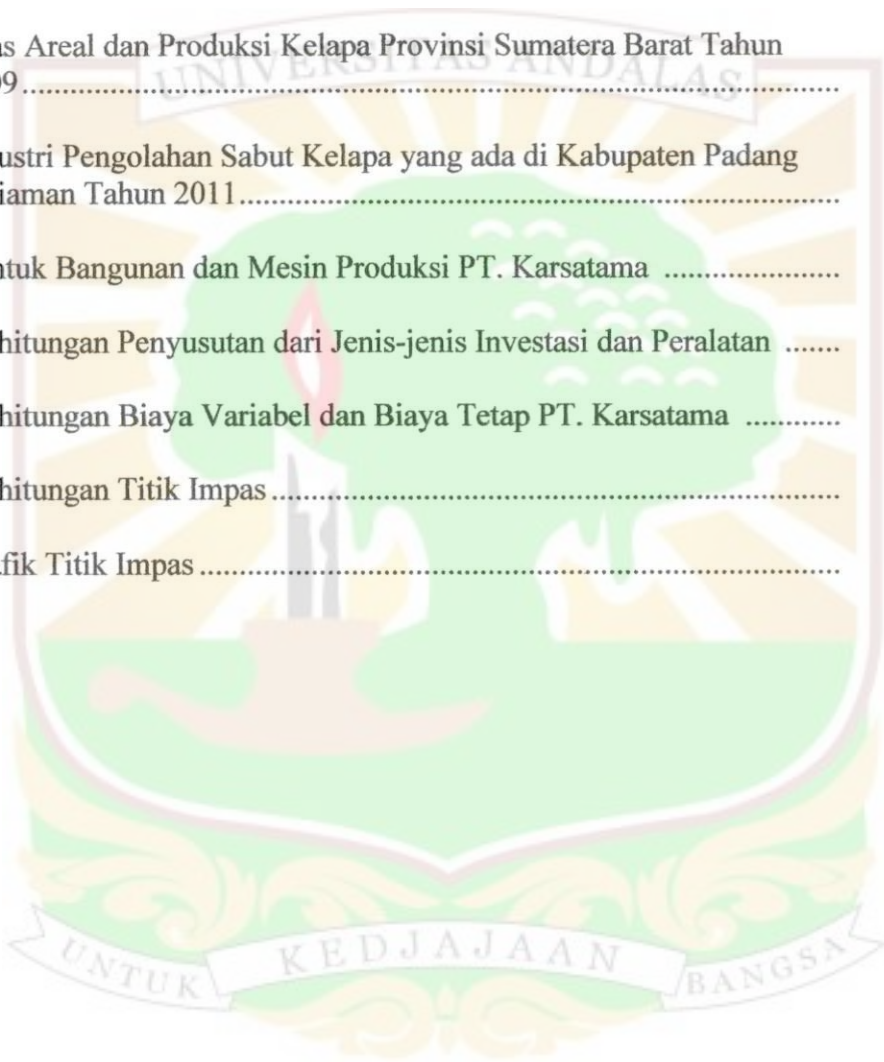 s Areal dan Produksi Kelapa Provinsi Sumatera Barat Tahun
9..............................................................................
ustri Pengolahan Sabut Kelapa yang ada di Kabupaten Padang
iaman Tahun 2011...........................................................................
tuk Bangunan dan Mesin Produksi PT. Karsatama ......................
hitungan Penyusutan dari Jenis-jenis Investasi dan Peralatan .......
hitungan Biaya Variabel dan Biaya Tetap PT. Karsatama ............
hitungan Titik Impas.......................................................................
fik Titik Impas................................................................................
UNIVERSITAS ANDALAS
UNTUK KEDJAJAAN BANGSA